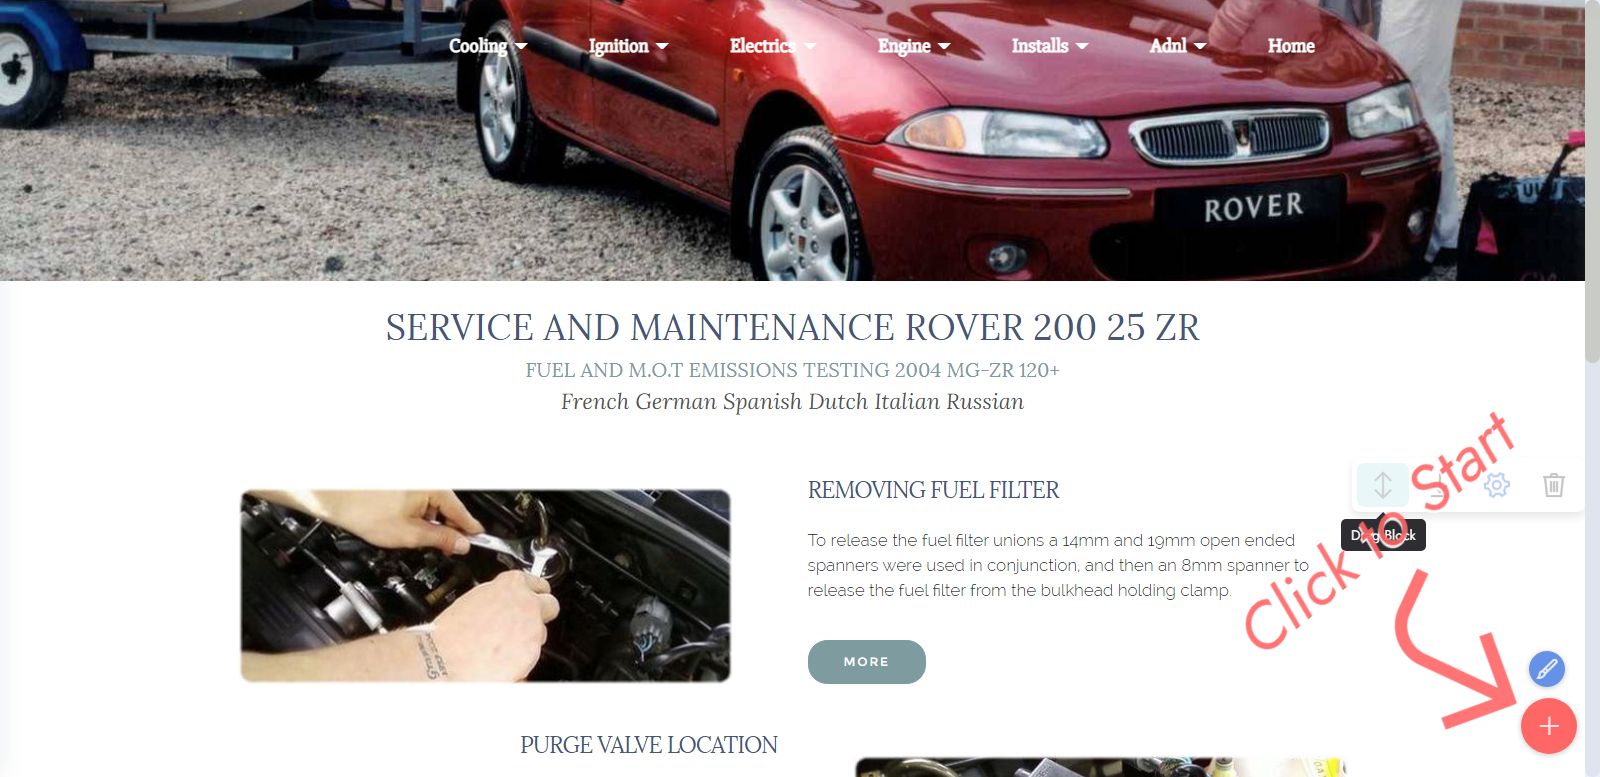 Cooling Ignition Electrics Engine Installs Adnl Home
ROVER
SERVICE AND MAINTENANCE ROVER 200 25 ZR
FUEL AND M.O.T EMISSIONS TESTING 2004 MG-ZR 120+
French German Spanish Dutch Italian Russian
REMOVING FUEL FILTER
To release the fuel filter unions a 14mm and 19mm open ended
spanners were used in conjunction, and then an 8mm spanner to
release the fuel filter from the bulkhead holding clamp.
MORE
Drag Block
Click to Start
PURGE VALVE LOCATION